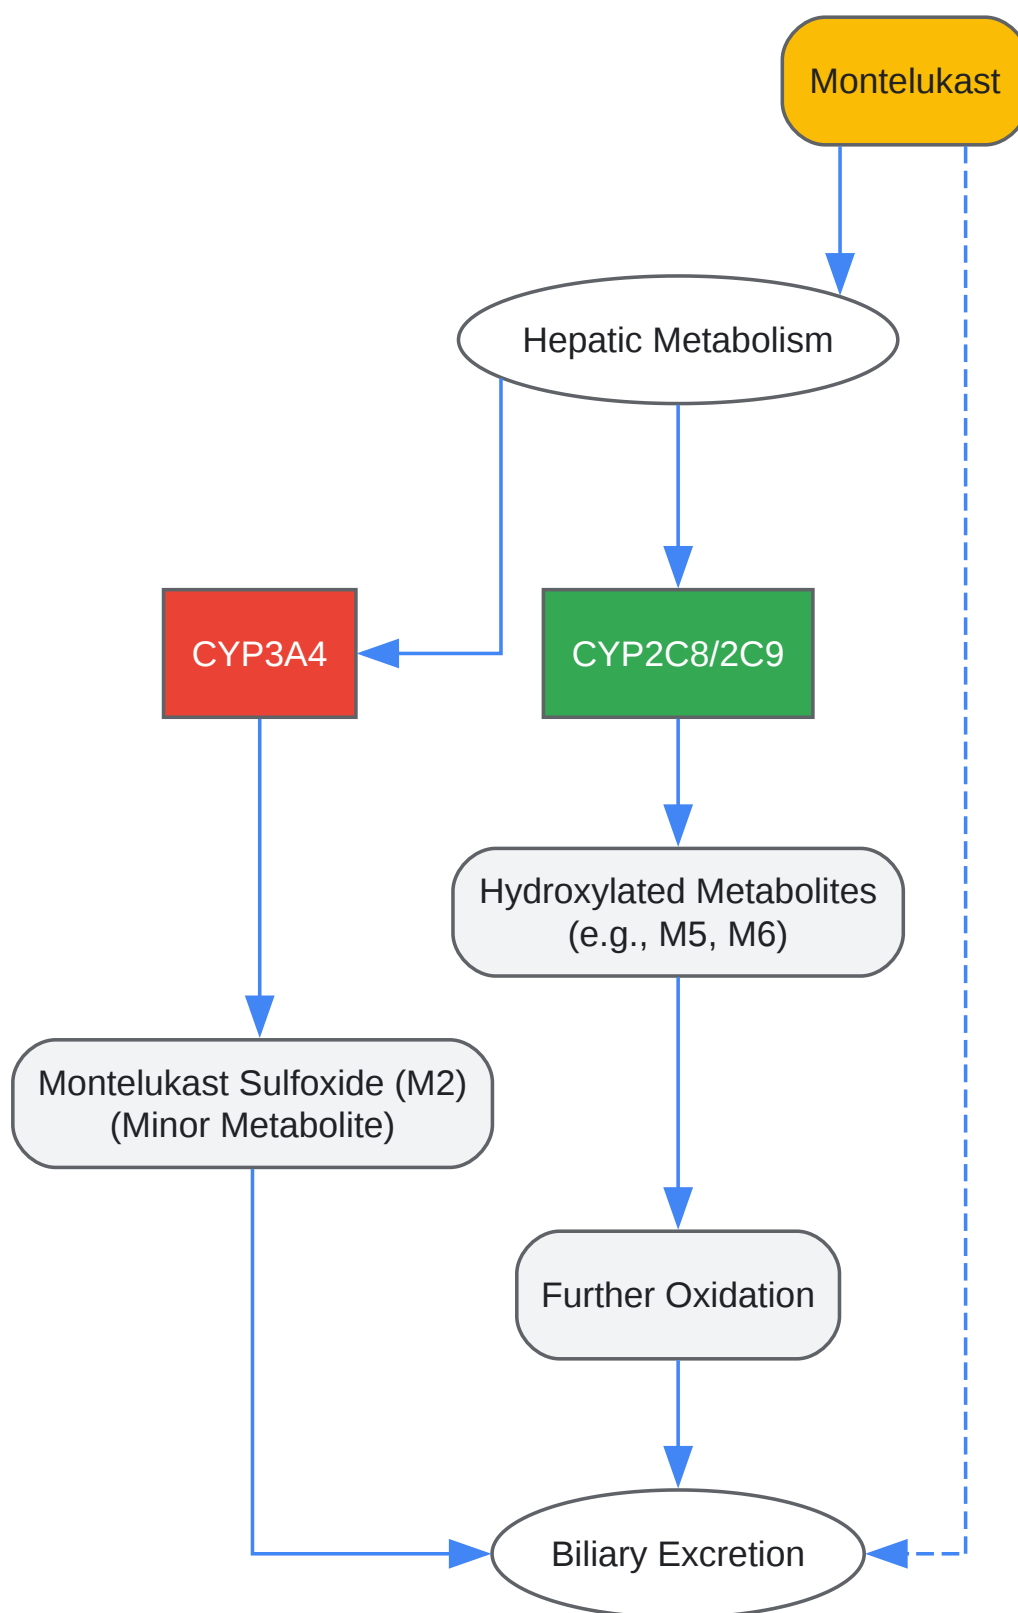 Montelukast
Hepatic Metabolism
CYP3A4
CYP2C8/2C9
Hydroxylated Metabolites
(e.g., M5, M6)
Montelukast Sulfoxide (M2)
(Minor Metabolite)
Further Oxidation
Biliary Excretion